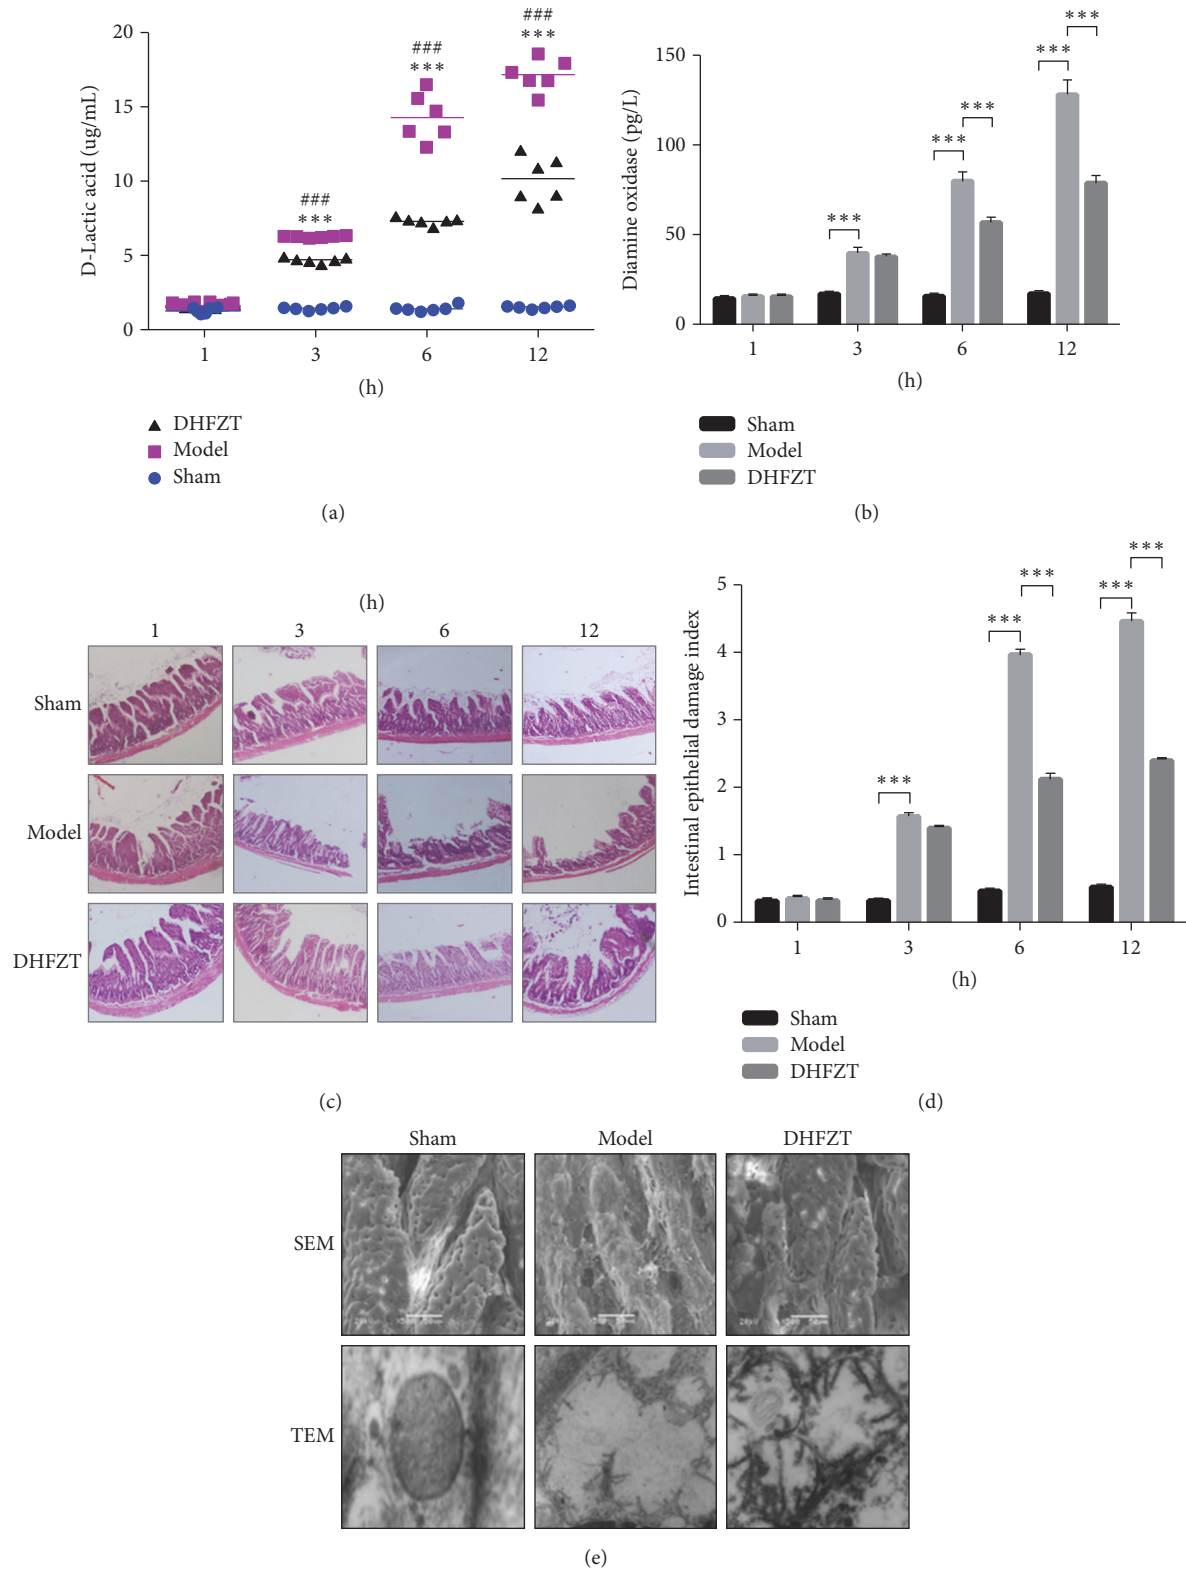 D-Lactic acid (ug/mL)
20
15
10
5
0
###
***
###
***
###
***
1 3 6 12
(h)
DHFZT
Model
Sham
(a)
Diamine oxidase (pg/L)
150
100
50
0
***
***
***
***
***
1 3 6 12
(h)
Sham
Model
DHFZT
(b)
(h)
1 3 6 12
Sham
Model
DHFZT
(c)
Intestinal epithelial damage index
5
4
3
2
1
0
***
***
***
***
***
1 3 6 12
(h)
Sham
Model
DHFZT
(d)
Sham Model DHFZT
SEM
TEM
(e)